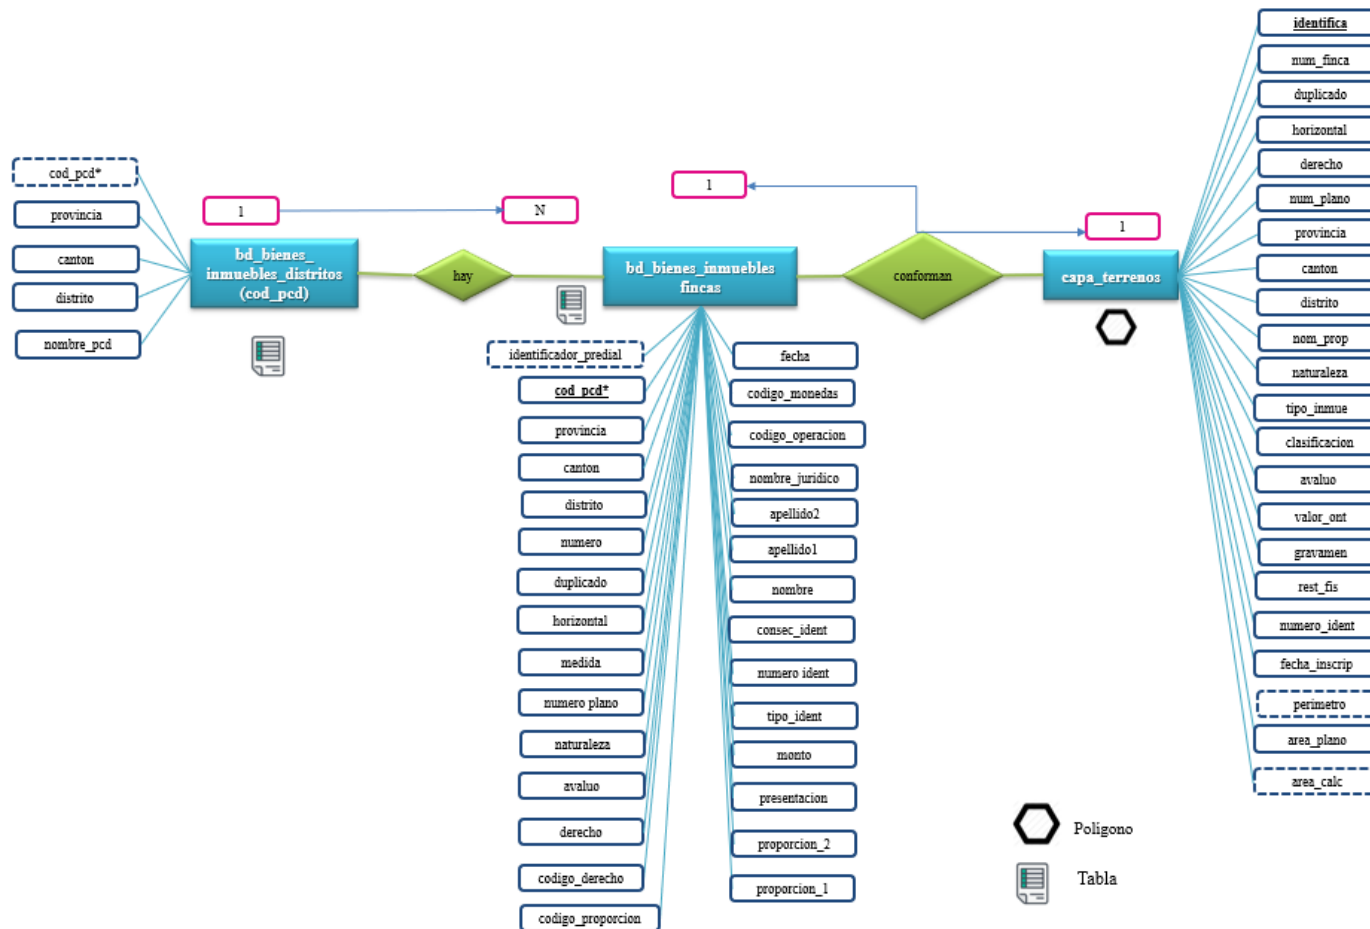 cod_pcd*
provincia
canton
distrito
nombre_pcd
1
N
bd_bienes_
inmuebles_distritos
(cod_pcd)
hay
bd_bienes_inmuebles
fincas
1
conforman
1
capa_terrenos
identificador_predial
cod_pcd*
provincia
canton
distrito
numero
duplicado
horizontal
medida
numero plano
naturaleza
avaluo
derecho
codigo_derecho
codigo_proporcion
fecha
codigo_monedas
codigo_operacion
nombre_juridico
apellido2
apellido1
nombre
consec_ident
numero ident
tipo_ident
monto
presentacion
proporcion_2
proporcion_1
identifica
num_finca
duplicado
horizontal
derecho
num_plano
provincia
canton
distrito
nom_prop
naturaleza
tipo_inmue
clasificacion
avaluo
valor_ont
gravamen
rest_fis
numero_ident
fecha_inscrip
perimetro
area_plano
area_calc
Polígono
Tabla